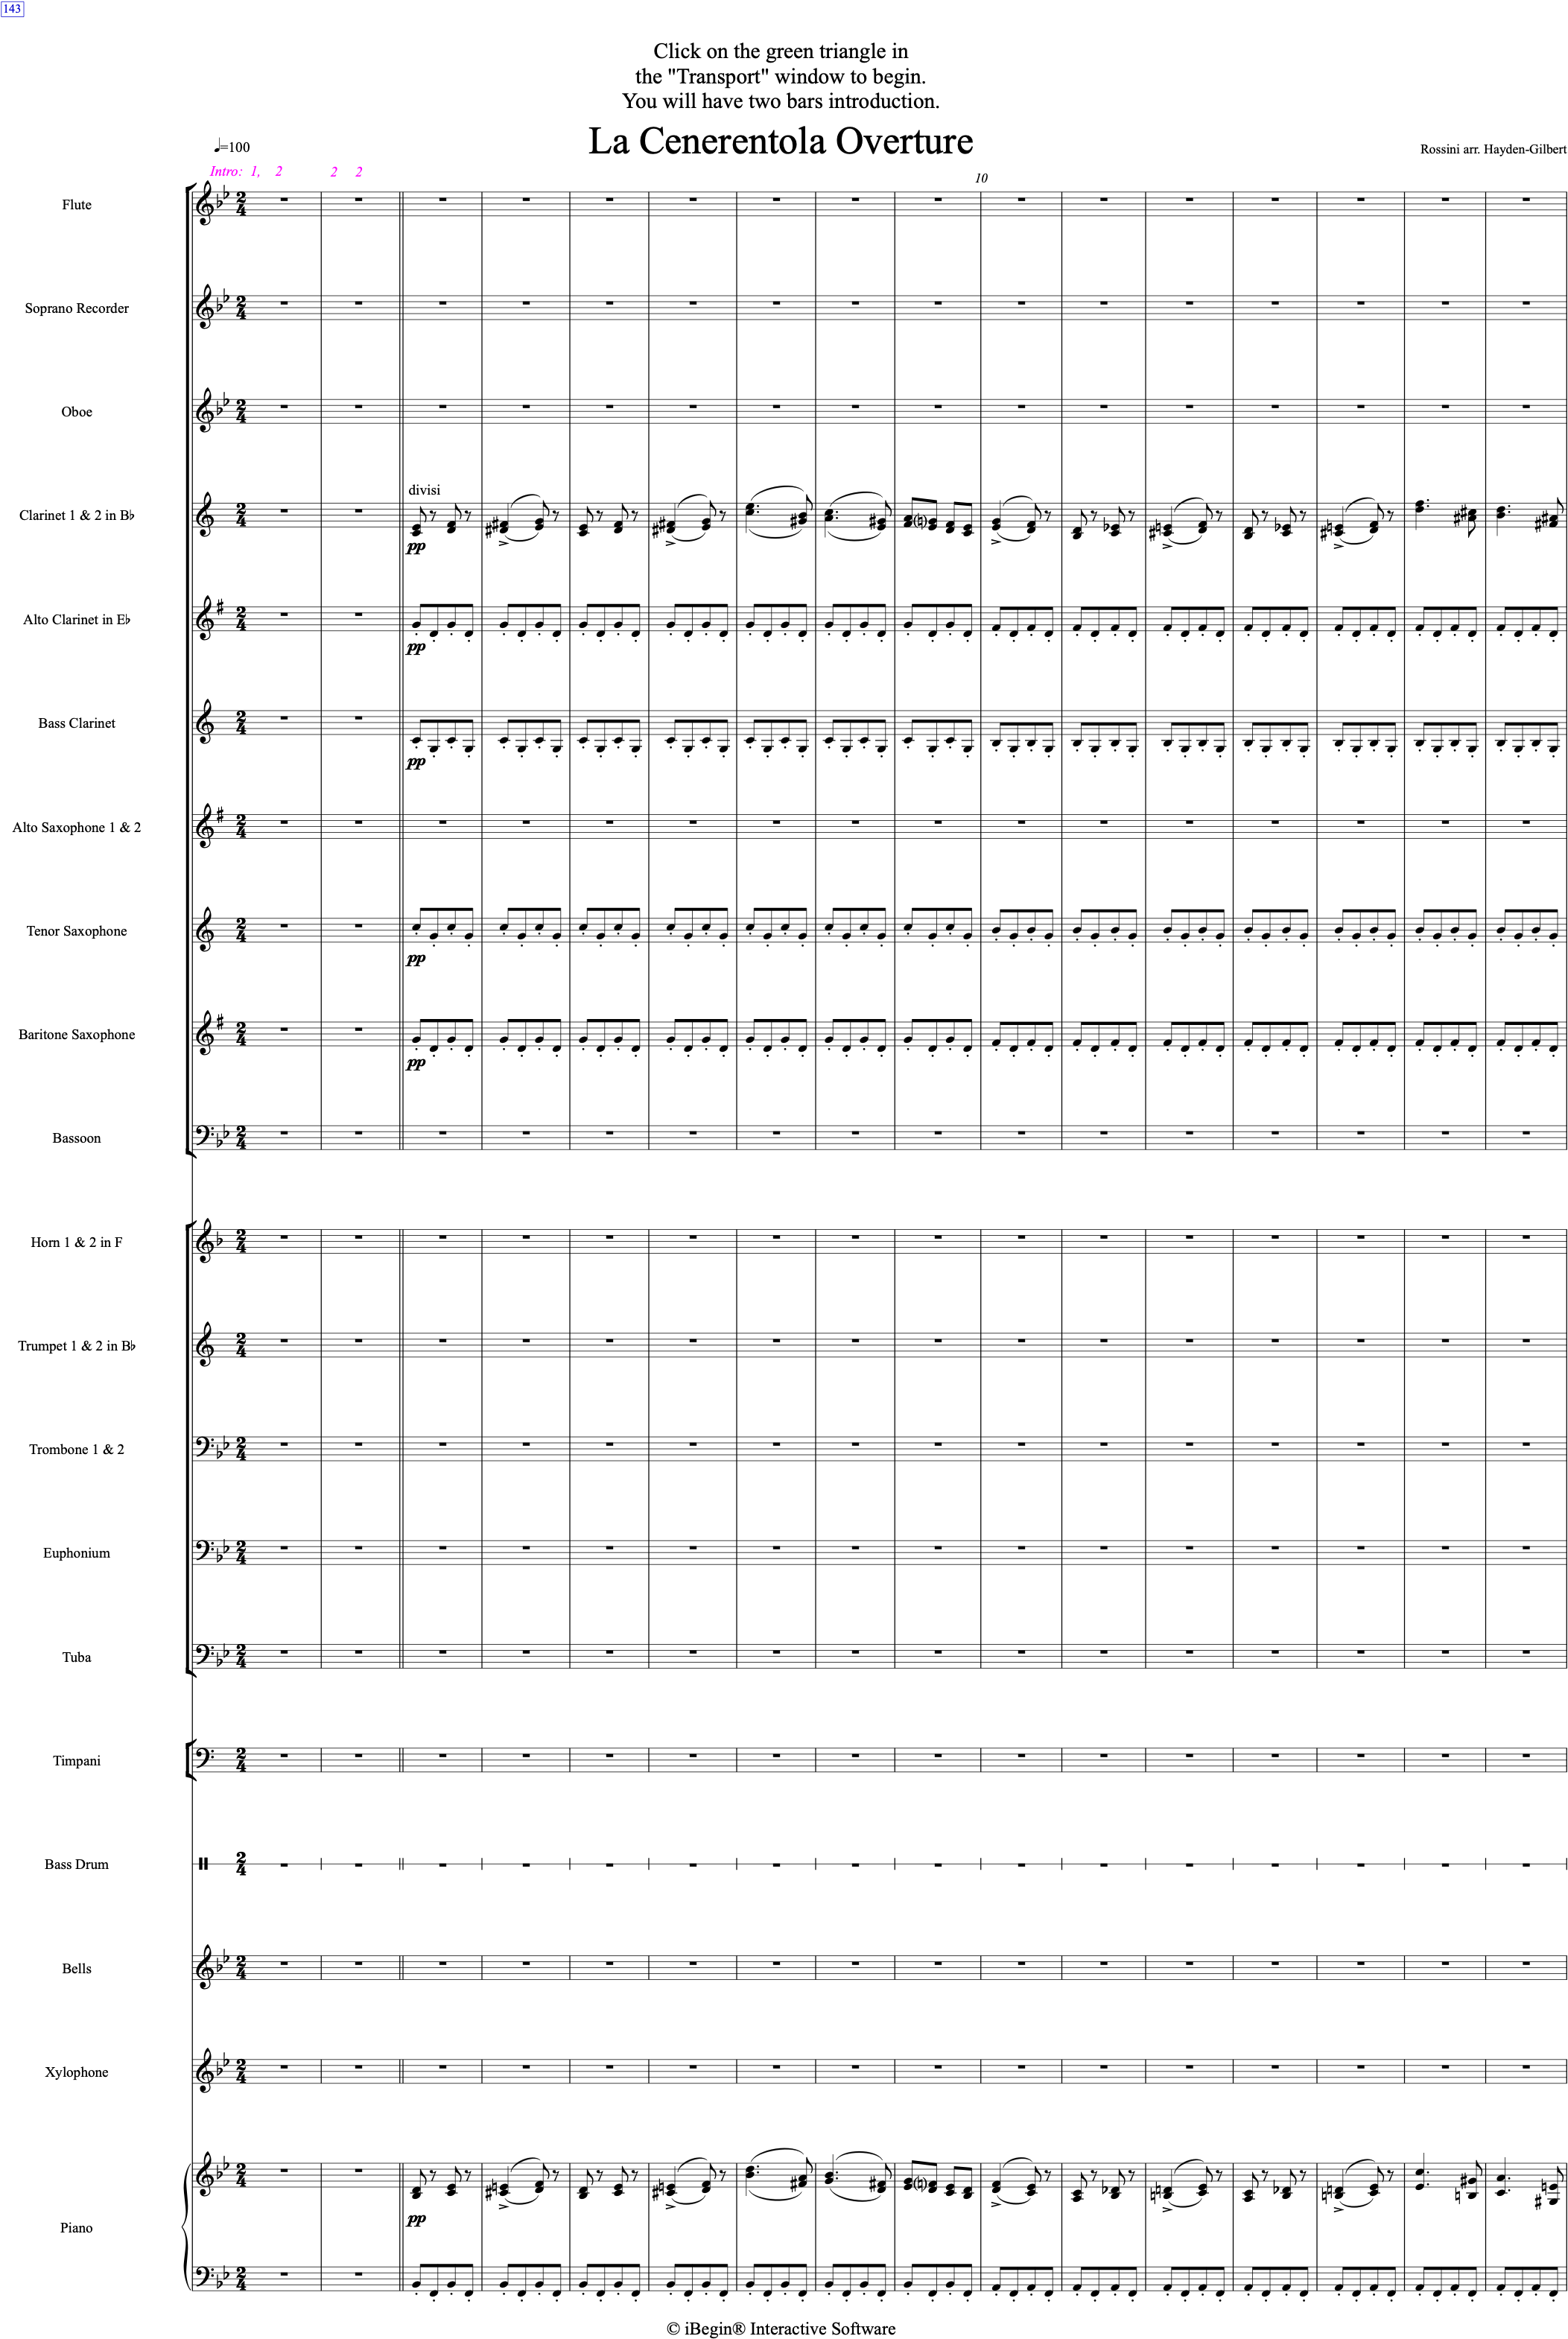 143
Click on the green triangle in
the "Transport" window to begin.
You will have two bars introduction.
La Cenerentola Overture
♩=100
Rossini arr. Hayden-Gilbert
Intro: 1, 2 2 2
10
Flute
Soprano Recorder
Oboe
divisi
Clarinet 1 & 2 in B♭
pp
Alto Clarinet in E♭
pp
Bass Clarinet
pp
Alto Saxophone 1 & 2
Tenor Saxophone
pp
Baritone Saxophone
pp
Bassoon
Horn 1 & 2 in F
Trumpet 1 & 2 in B♭
Trombone 1 & 2
Euphonium
Tuba
Timpani
Bass Drum
Bells
Xylophone
pp
Piano
© iBegin® Interactive Software